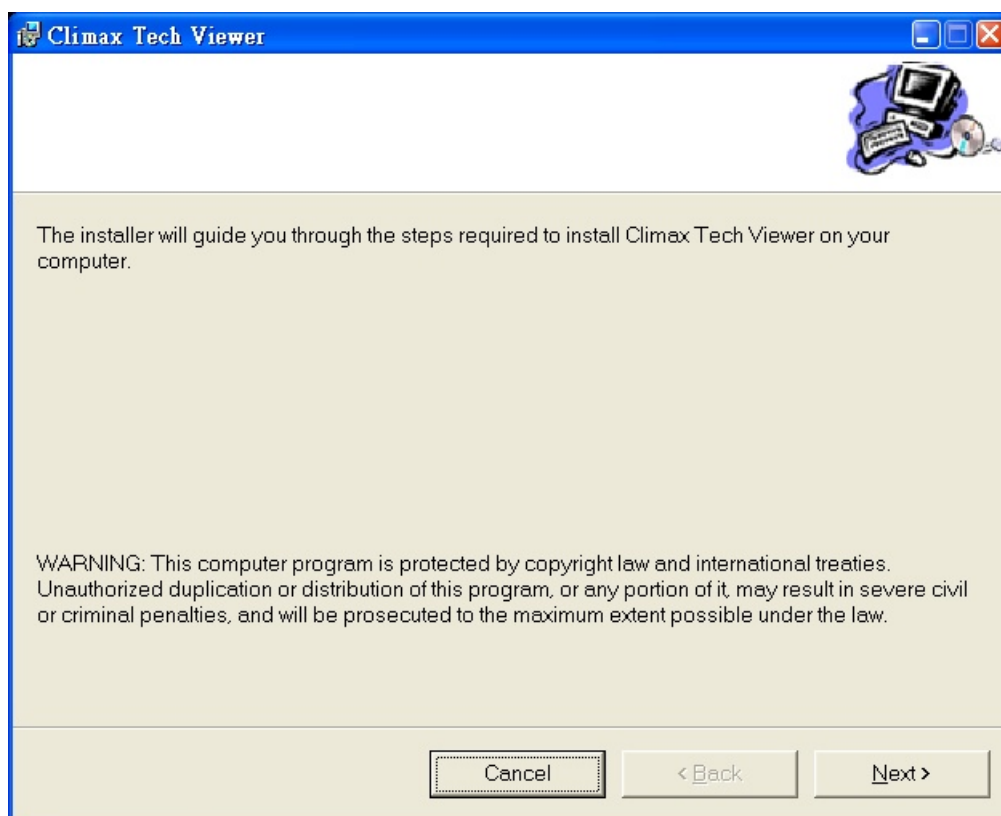 Climax Tech Viewer
The installer will guide you through the steps required to install Climax Tech Viewer on your
computer.
WARNING: This computer program is protected by copyright law and international treaties.
Unauthorized duplication or distribution of this program, or any portion of it, may result in severe civil
or criminal penalties, and will be prosecuted to the maximum extent possible under the law.
Cancel
< Back
Next >